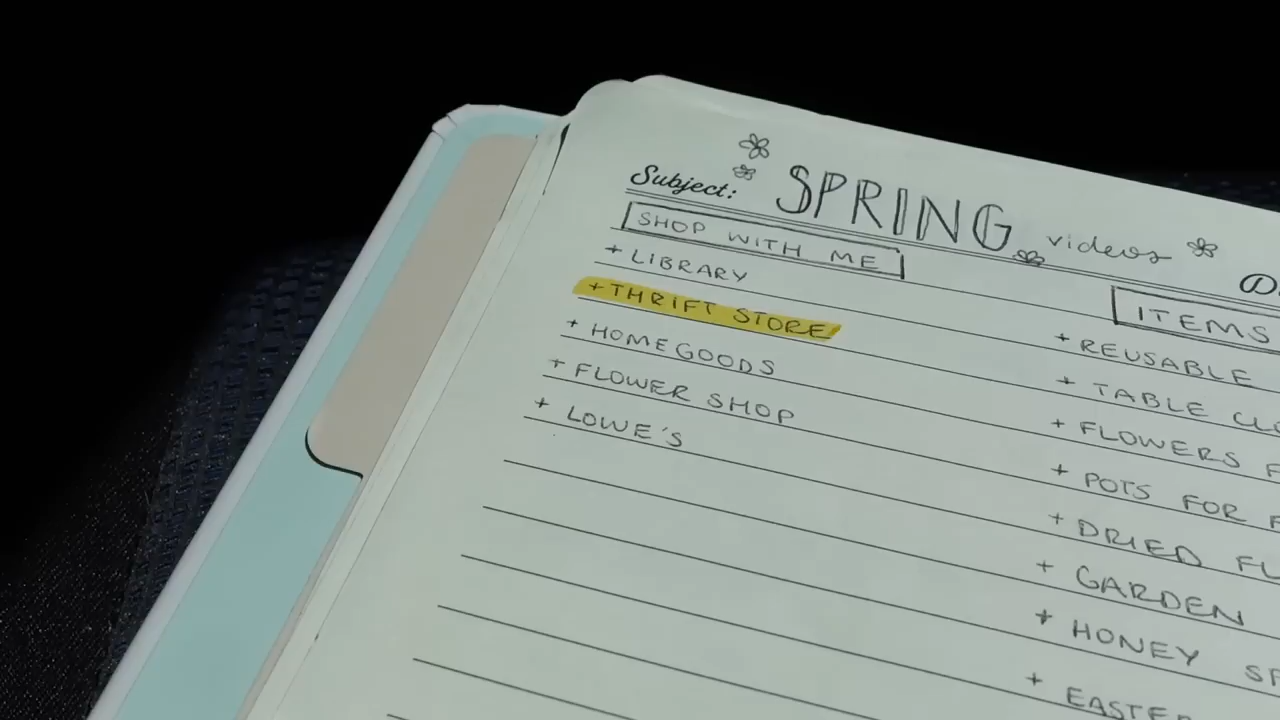 Subject: SPRING videos
SHOP WITH ME
+ LIBRARY
+ THRIFT STORE
+ HOMEGOODS
+ FLOWER SHOP
+ LOWE'S
ITEMS
+ REUSABLE
+ TABLE
+ FLOWERS
+ POTS FOR
+ DRIED
+ GARDEN
+ HONEY
+ EASTER